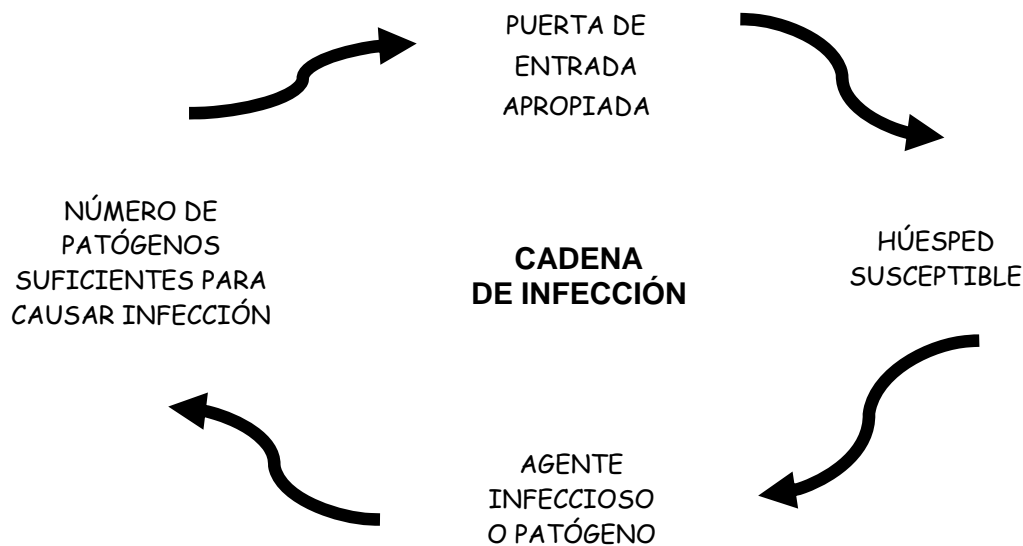 PUERTA DE
ENTRADA
APROPIADA
NÚMERO DE
PATÓGENOS
SUFICIENTES PARA
CAUSAR INFECCIÓN
CADENA
DE INFECCIÓN
HÚESPED
SUSCEPTIBLE
AGENTE
INFECCIOSO
O PATÓGENO